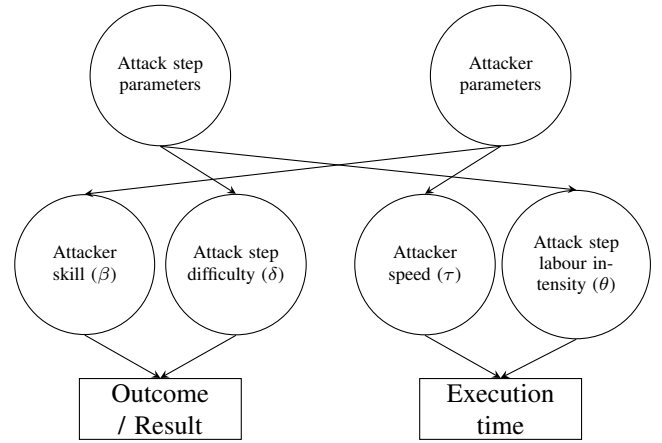 Attack step
parameters
Attacker
parameters
Attacker
skill (β)
Attack step
difficulty (δ)
Attacker
speed (τ)
Attack step
labour in-
tensity (θ)
Outcome
/ Result
Execution
time